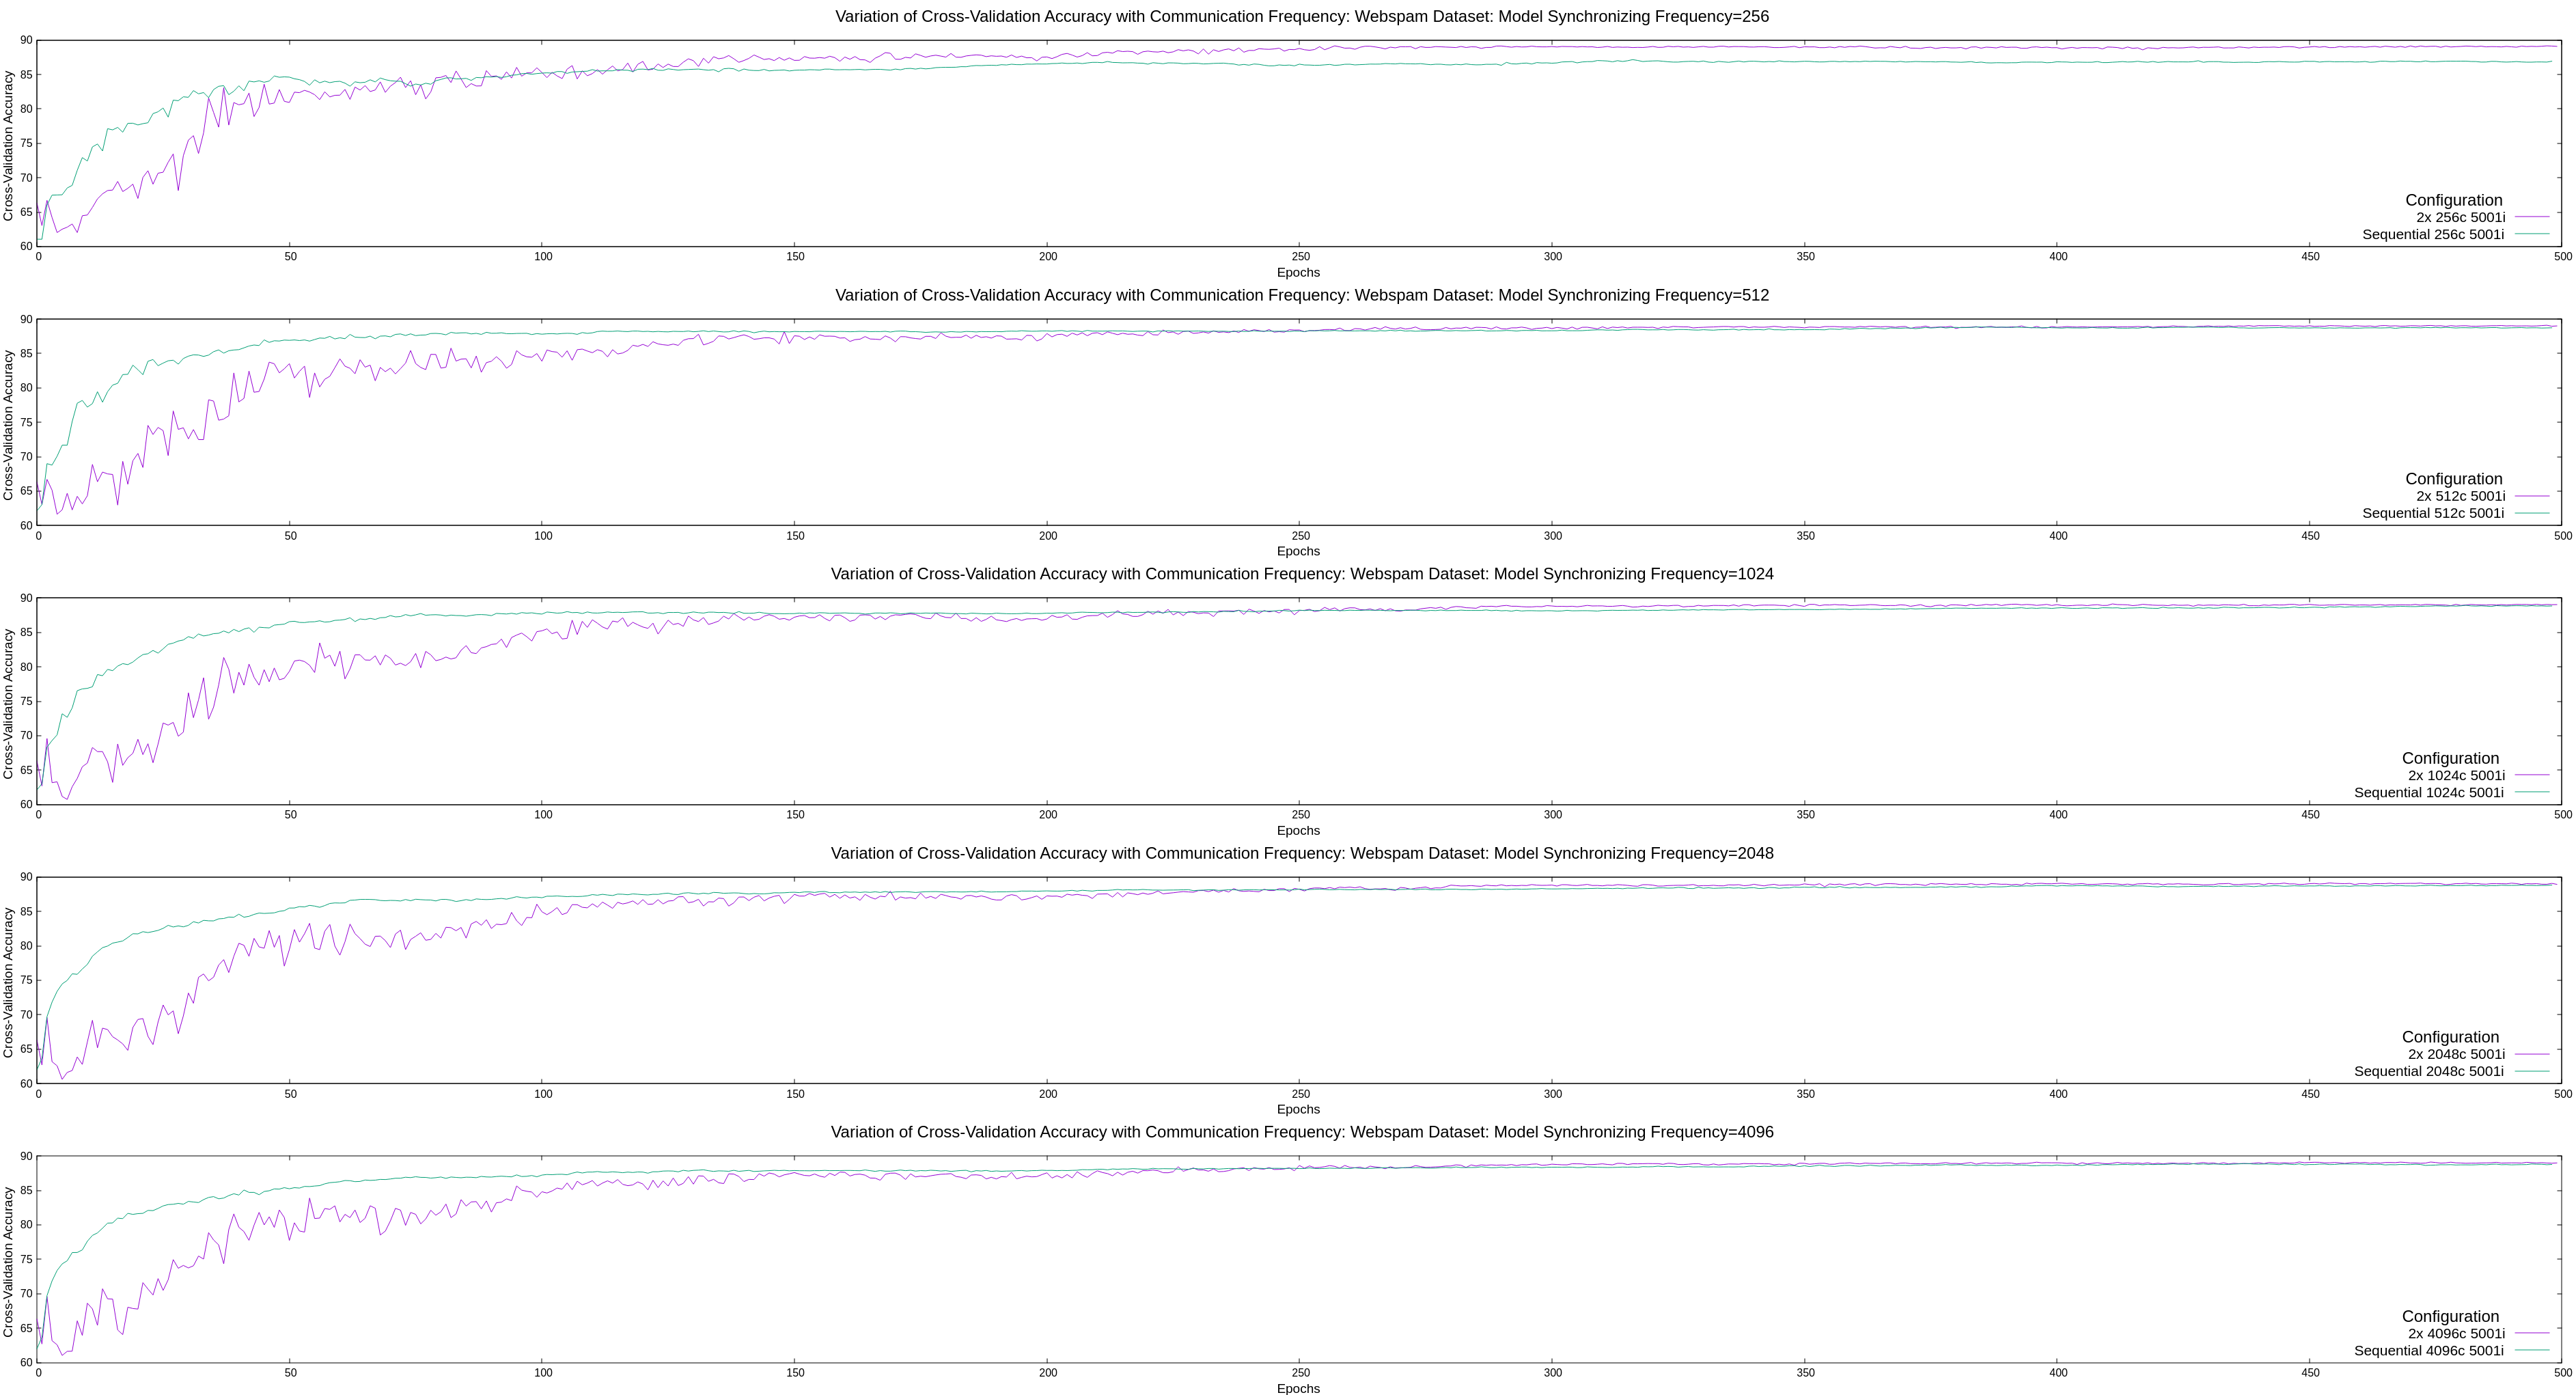 Variation of Cross-Validation Accuracy with Communication Frequency: Webspam Dataset: Model Synchronizing Frequency=256
Cross-Validation Accuracy
90
85
80
75
70
65
60
Configuration
2x 256c 5001i
Sequential 256c 5001i
0 50 100 150 200 250 300 350 400 450 500
Epochs
Variation of Cross-Validation Accuracy with Communication Frequency: Webspam Dataset: Model Synchronizing Frequency=512
Cross-Validation Accuracy
90
85
80
75
70
65
60
Configuration
2x 512c 5001i
Sequential 512c 5001i
0 50 100 150 200 250 300 350 400 450 500
Epochs
Variation of Cross-Validation Accuracy with Communication Frequency: Webspam Dataset: Model Synchronizing Frequency=1024
Cross-Validation Accuracy
90
85
80
75
70
65
60
Configuration
2x 1024c 5001i
Sequential 1024c 5001i
0 50 100 150 200 250 300 350 400 450 500
Epochs
Variation of Cross-Validation Accuracy with Communication Frequency: Webspam Dataset: Model Synchronizing Frequency=2048
Cross-Validation Accuracy
90
85
80
75
70
65
60
Configuration
2x 2048c 5001i
Sequential 2048c 5001i
0 50 100 150 200 250 300 350 400 450 500
Epochs
Variation of Cross-Validation Accuracy with Communication Frequency: Webspam Dataset: Model Synchronizing Frequency=4096
Cross-Validation Accuracy
90
85
80
75
70
65
60
Configuration
2x 4096c 5001i
Sequential 4096c 5001i
0 50 100 150 200 250 300 350 400 450 500
Epochs